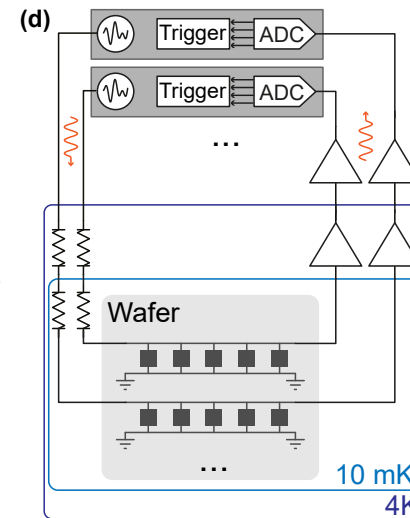 (d)
Trigger ADC
Trigger ADC
...
Wafer
...
10 mK
4K